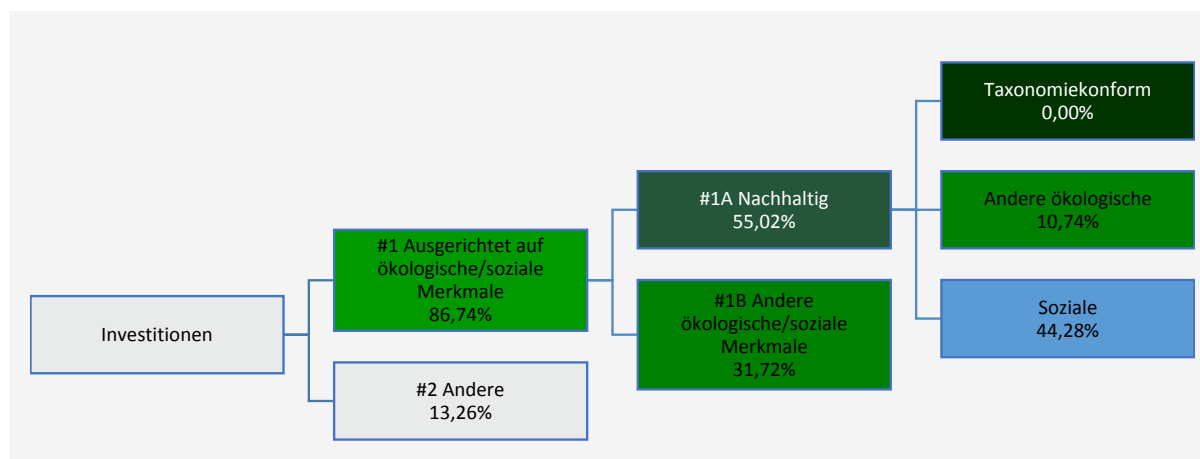 Investitionen
#1 Ausgerichtet auf
ökologische/soziale
Merkmale
86,74%
#2 Andere
13,26%
#1A Nachhaltig
55,02%
#1B Andere
ökologische/soziale
Merkmale
31,72%
Taxonomiekonform
0,00%
Andere ökologische
10,74%
Soziale
44,28%